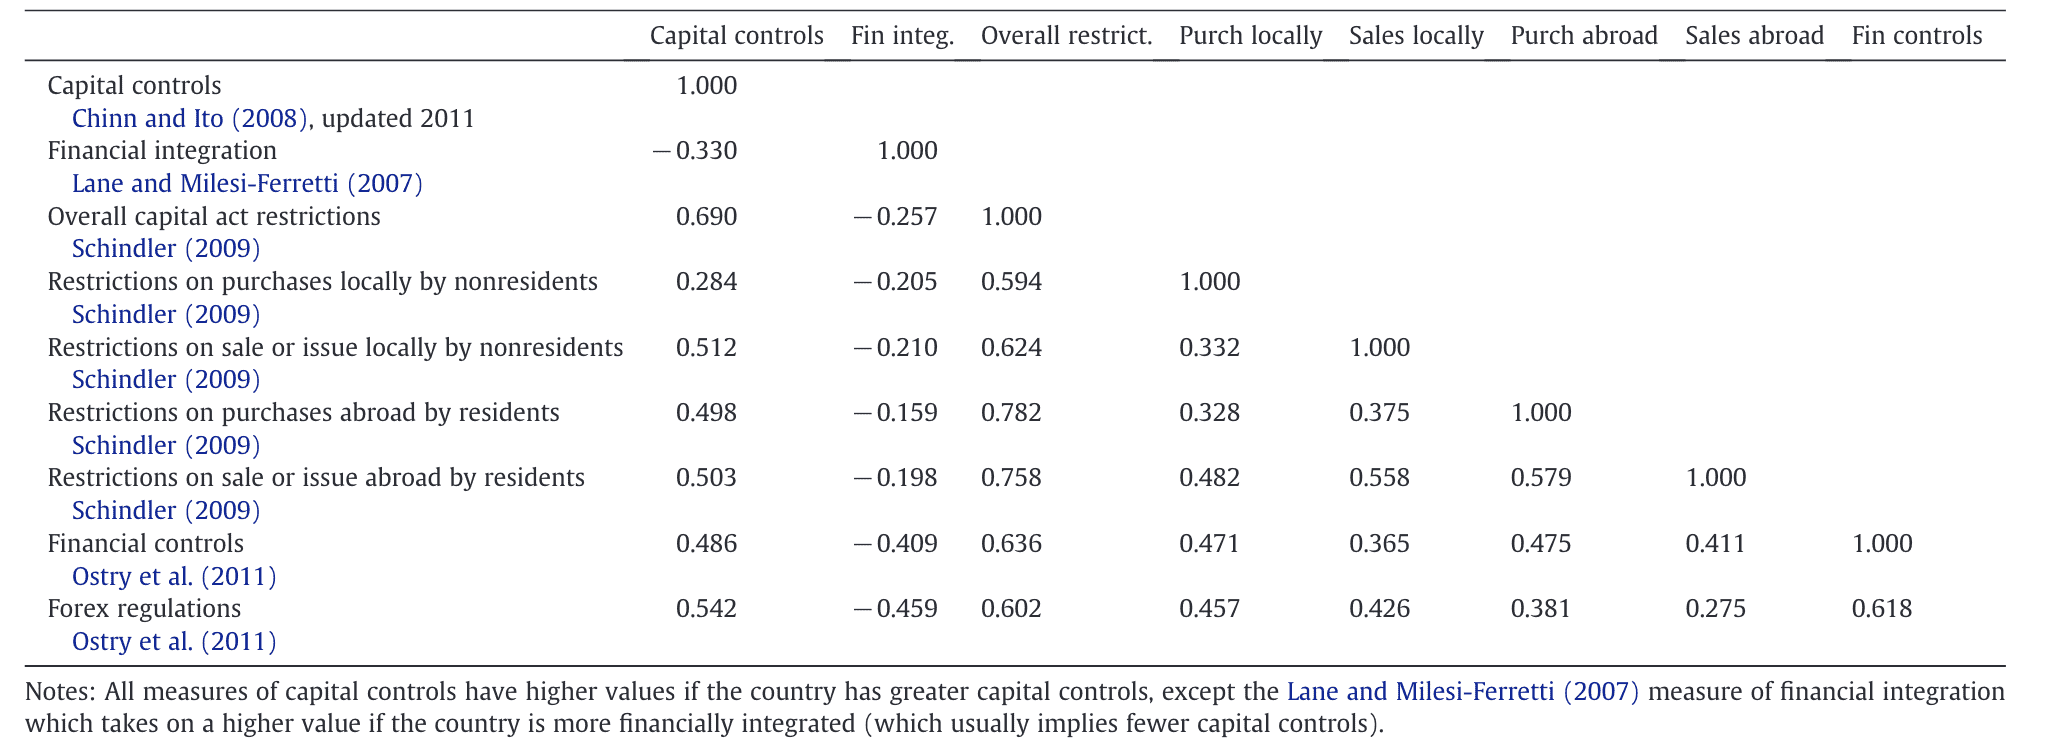 Capital controls Fin integ. Overall restrict. Purch locally Sales locally Purch abroad Sales abroad Fin controls
Capital controls 1.000
Chinn and Ito (2008), updated 2011
Financial integration −0.330 1.000
Lane and Milesi-Ferretti (2007)
Overall capital act restrictions 0.690 −0.257 1.000
Schindler (2009)
Restrictions on purchases locally by nonresidents 0.284 −0.205 0.594 1.000
Schindler (2009)
Restrictions on sale or issue locally by nonresidents 0.512 −0.210 0.624 0.332 1.000
Schindler (2009)
Restrictions on purchases abroad by residents 0.498 −0.159 0.782 0.328 0.375 1.000
Schindler (2009)
Restrictions on sale or issue abroad by residents 0.503 −0.198 0.758 0.482 0.558 0.579 1.000
Schindler (2009)
Financial controls 0.486 −0.409 0.636 0.471 0.365 0.475 0.411 1.000
Ostry et al. (2011)
Forex regulations 0.542 −0.459 0.602 0.457 0.426 0.381 0.275 0.618
Ostry et al. (2011)
Notes: All measures of capital controls have higher values if the country has greater capital controls, except the Lane and Milesi-Ferretti (2007) measure of financial integration
which takes on a higher value if the country is more financially integrated (which usually implies fewer capital controls).